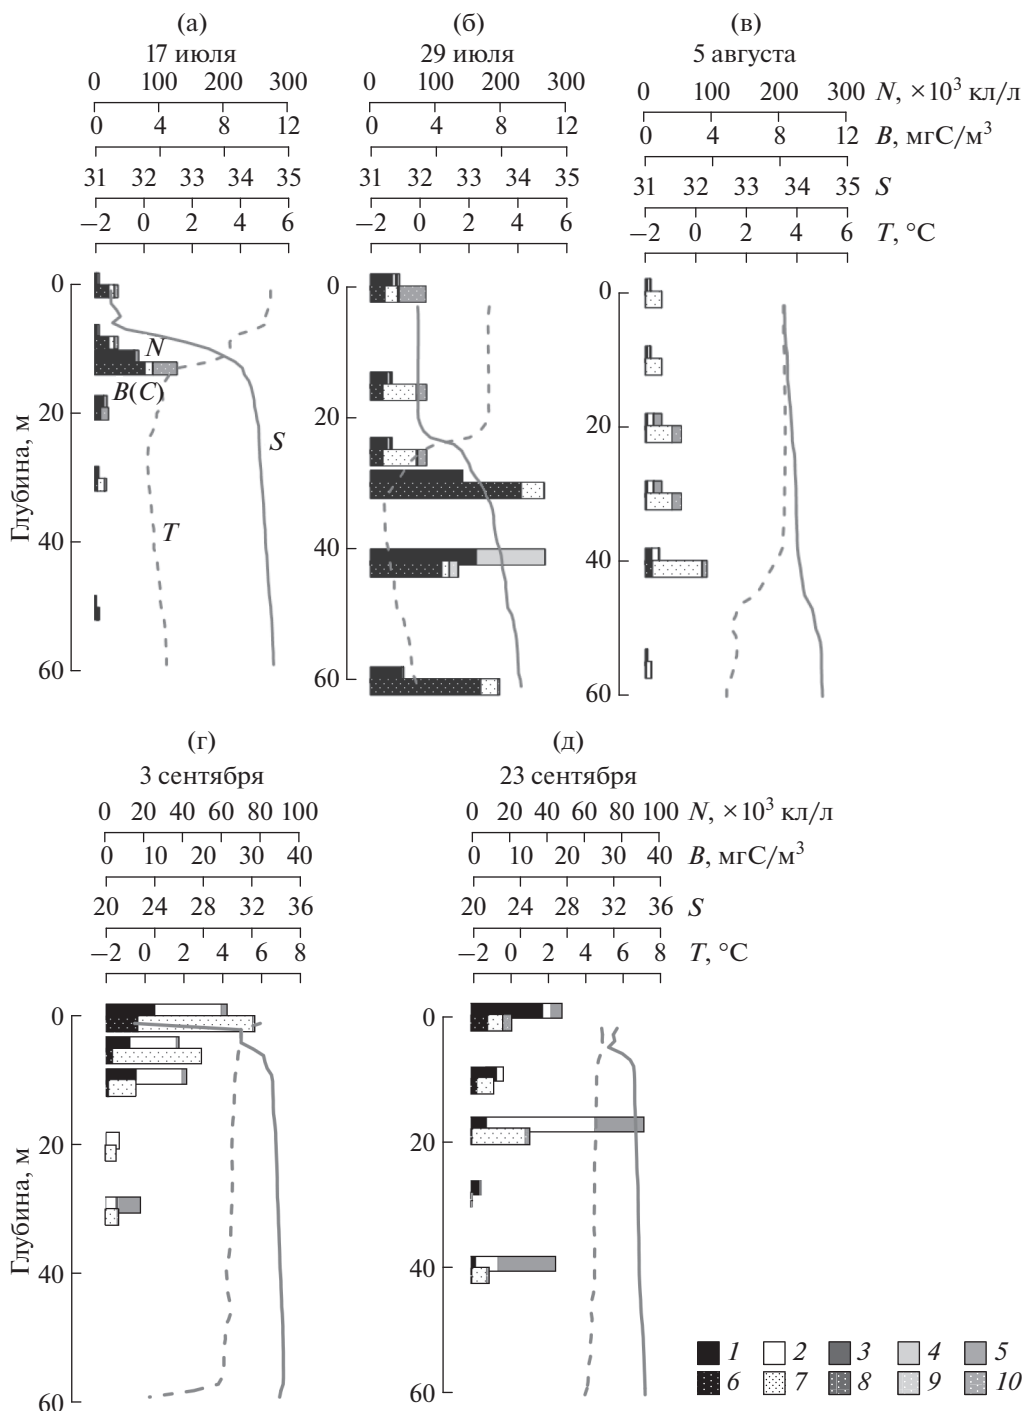 (а) (б) (в)
17 июля 29 июля 5 августа
0 100 200 300 0 100 200 300 0 100 200 300 N, ×10³ кл/л
0 4 8 12 0 4 8 12 0 4 8 12 B, мгС/м³
31 32 33 34 35 31 32 33 34 35 31 32 33 34 35 S
−2 0 2 4 6 −2 0 2 4 6 −2 0 2 4 6 T, °C
0 0 0
N
B(C)
20 S 20 20
Глубина, м
T
40 40 40
60 60 60
(г) (д)
3 сентября 23 сентября
0 20 40 60 80 100 0 20 40 60 80 100 N, ×10³ кл/л
0 10 20 30 40 0 10 20 30 40 B, мгС/м³
20 24 28 32 36 20 24 28 32 36 S
−2 0 2 4 6 8 −2 0 2 4 6 8 T, °C
0 0
20 20
Глубина, м
40 40
60 60
1 2 3 4 5
6 7 8 9 10